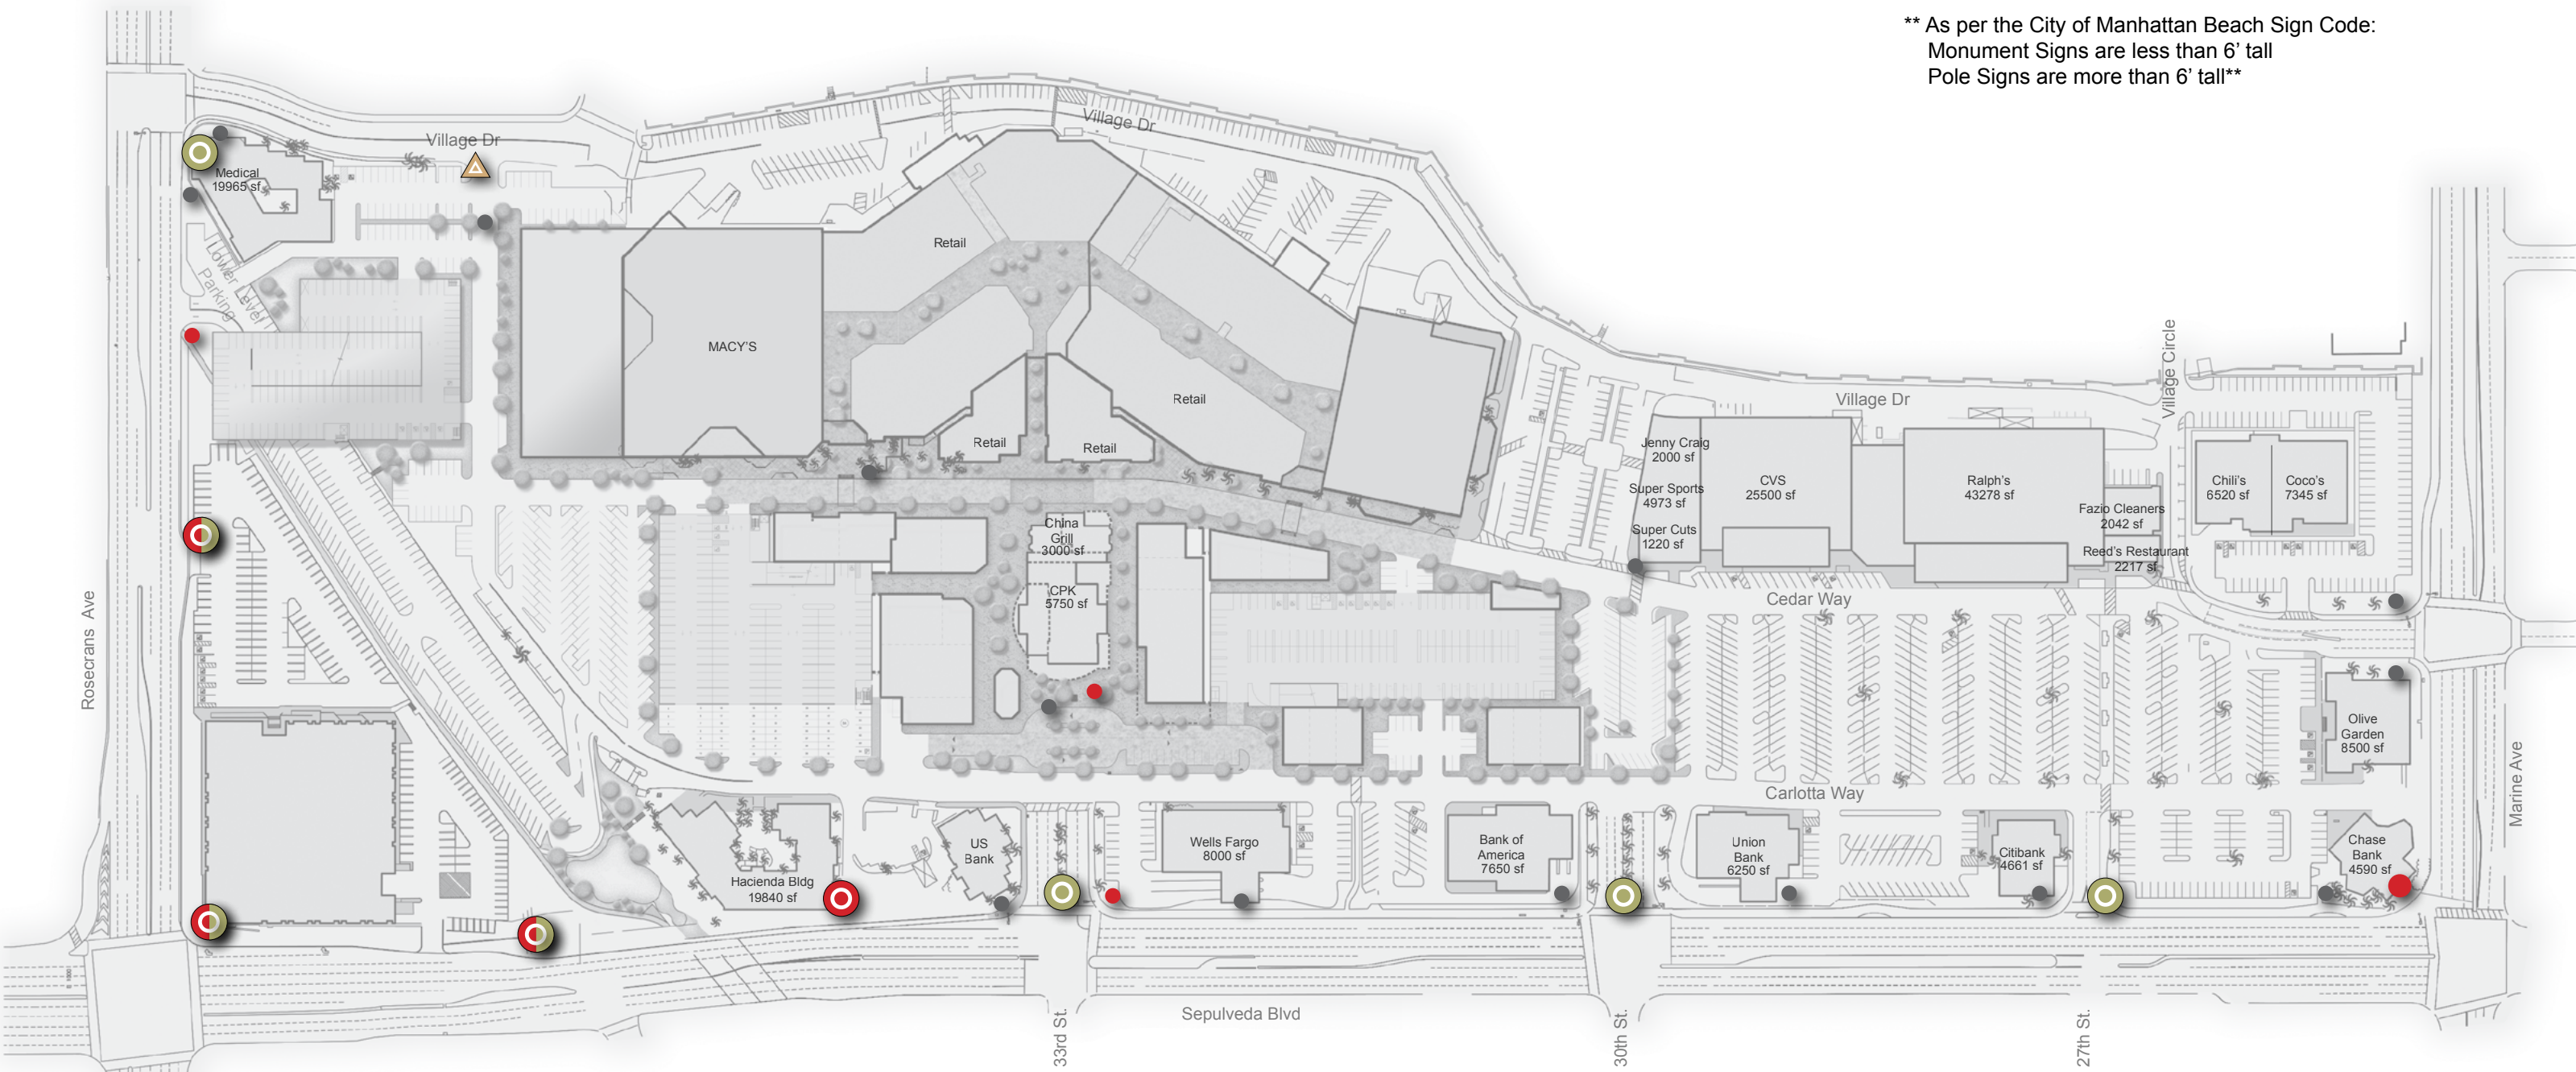 ** As per the City of Manhattan Beach Sign Code:
Monument Signs are less than 6’ tall
Pole Signs are more than 6’ tall**
Village Dr
Village Dr
Medical
19965 sf
Lower Level
Parking
Retail
MACY'S
Retail
Retail
Retail
Village Circle
Village Dr
Jenny Craig
2000 sf
Super Sports
4973 sf
Super Cuts
1220 sf
CVS
25500 sf
Ralph's
43278 sf
Fazio Cleaners
2042 sf
Reed's Restaurant
2217 sf
Chili's
6520 sf
Coco's
7345 sf
China
Grill
3000 sf
CPK
5750 sf
Cedar Way
Rosecrans Ave
Olive
Garden
8500 sf
Marine Ave
Carlotta Way
Hacienda Bldg
19840 sf
US
Bank
Wells Fargo
8000 sf
Bank of
America
7650 sf
Union
Bank
6250 sf
Citibank
4661 sf
Chase
Bank
4590 sf
Sepulveda Blvd
33rd St.
30th St.
27th St.